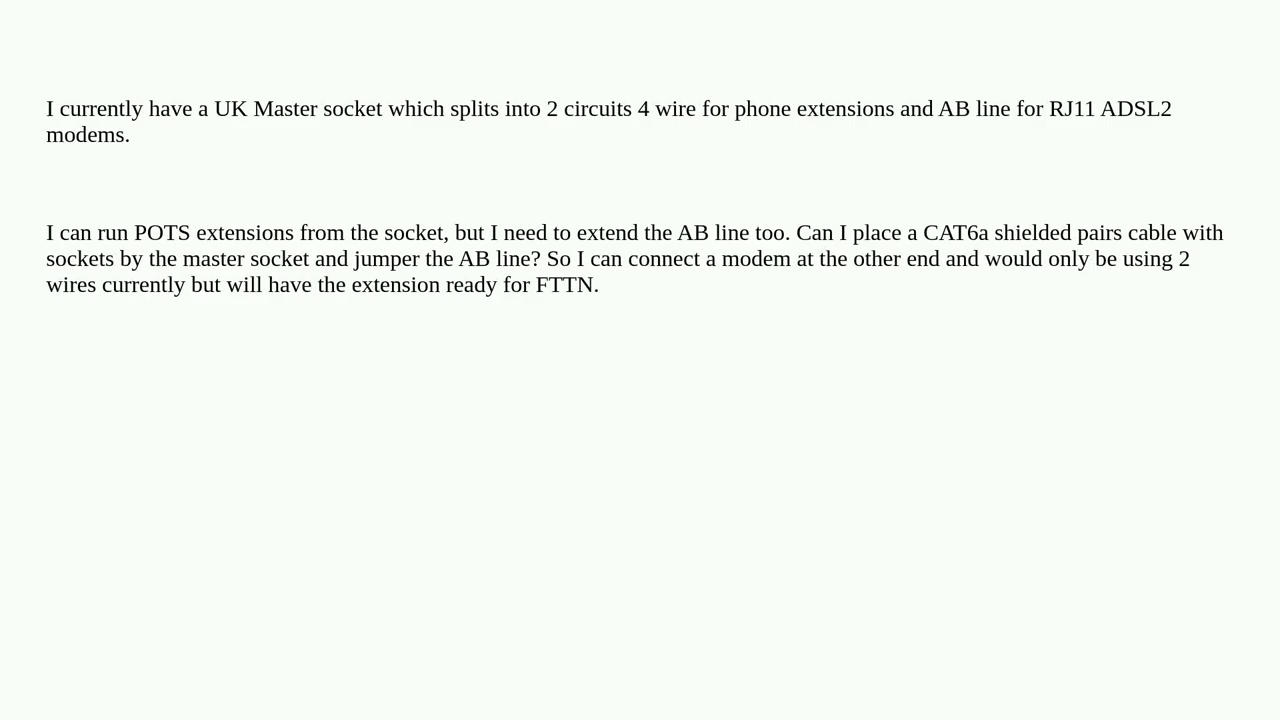 I currently have a UK Master socket which splits into 2 circuits 4 wire for phone extensions and AB line for RJ11 ADSL2
modems.
I can run POTS extensions from the socket, but I need to extend the AB line too. Can I place a CAT6a shielded pairs cable with
sockets by the master socket and jumper the AB line? So I can connect a modem at the other end and would only be using 2
wires currently but will have the extension ready for FTTN.